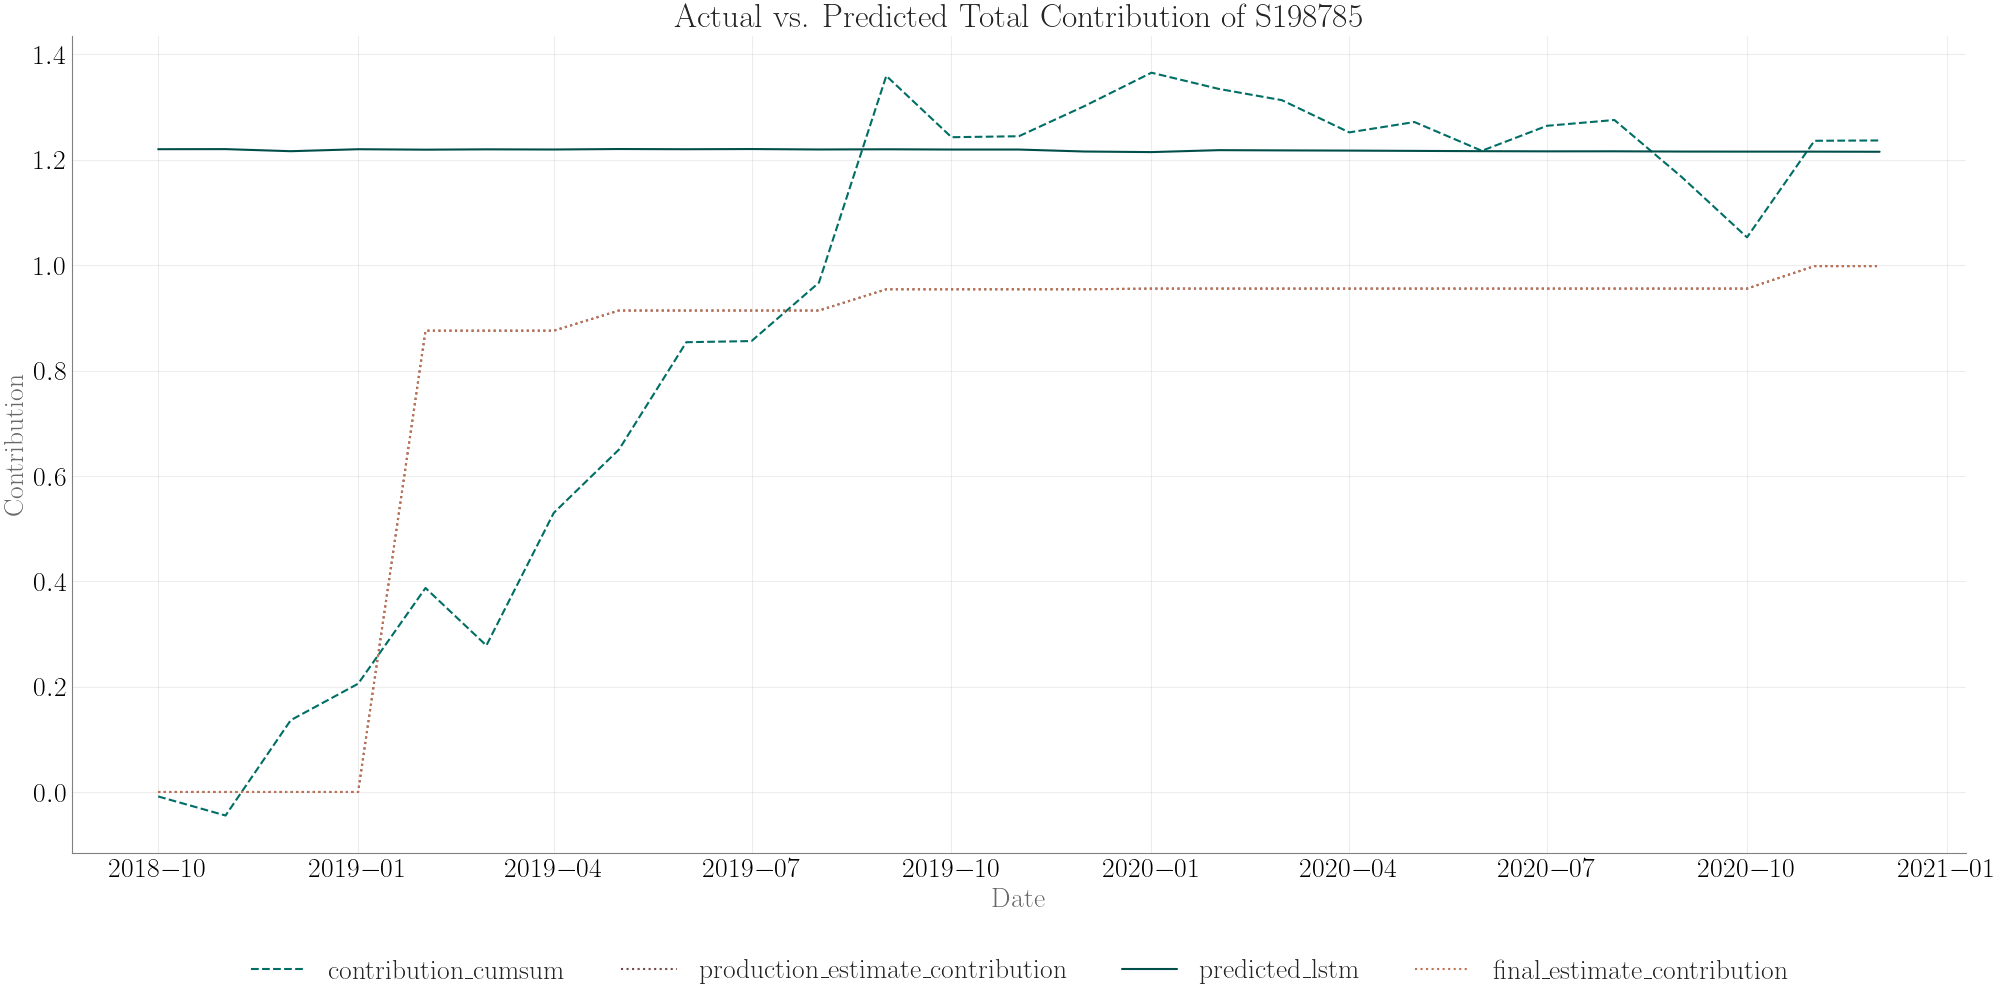 Actual vs. Predicted Total Contribution of S198785
1.4
1.2
1.0
0.8
0.6
0.4
0.2
0.0
Contribution
2018–10 2019–01 2019–04 2019–07 2019–10 2020–01 2020–04 2020–07 2020–10 2021–01
Date
contribution_cumsum production_estimate_contribution predicted_lstm final_estimate_contribution